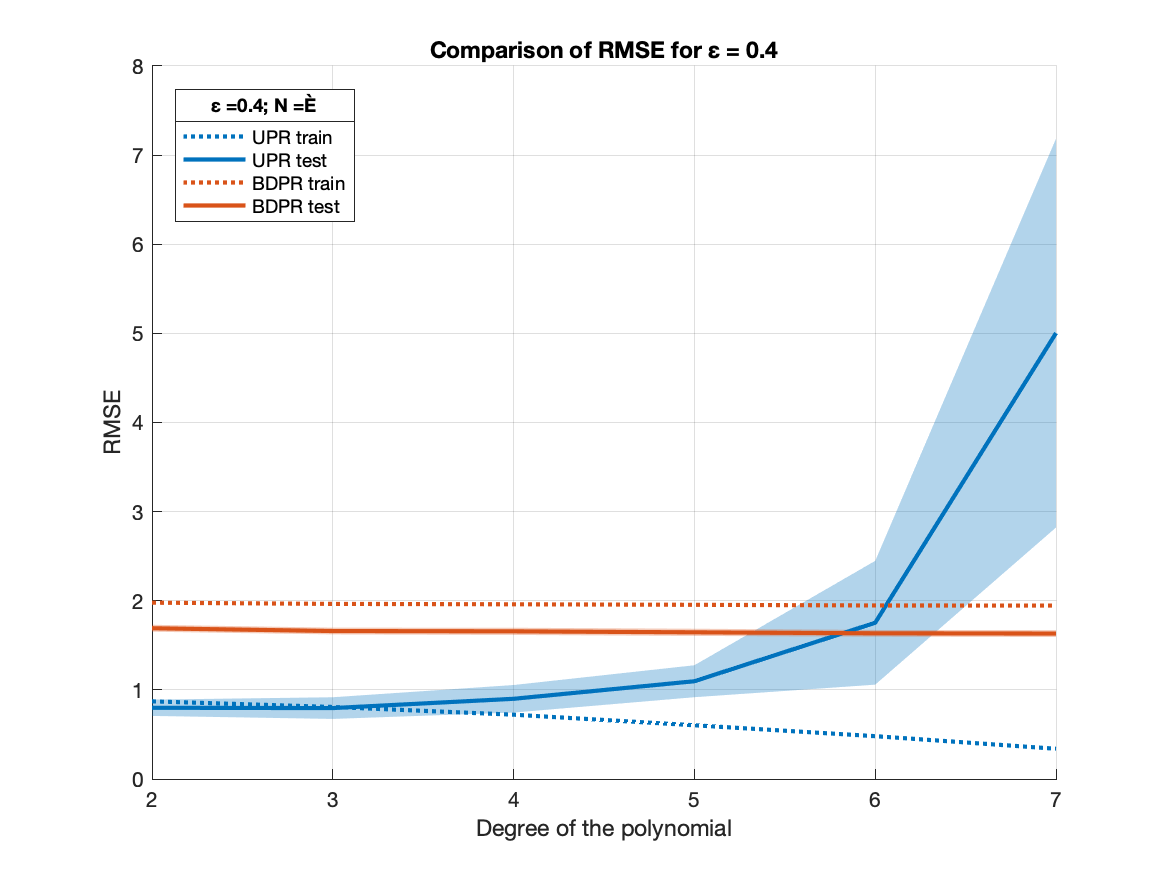 Comparison of RMSE for ε = 0.4
8
7
6
5
4
3
2
1
0
RMSE
ε =0.4; N =È
UPR train
UPR test
BDPR train
BDPR test
2 3 4 5 6 7
Degree of the polynomial